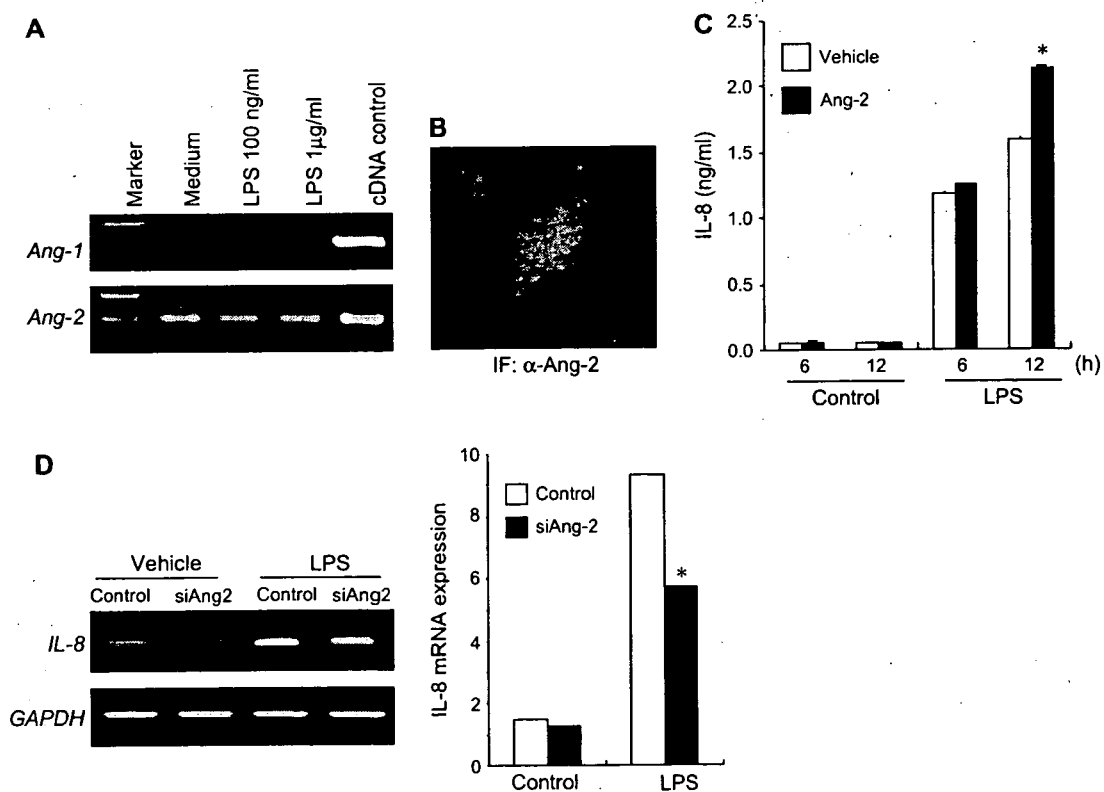 A
Marker
Medium
LPS 100 ng/ml
LPS 1μg/ml
cDNA control
Ang-1
Ang-2
B
IF: α-Ang-2
C
2.5
2.0
1.5
1.0
0.5
0.0
IL-8 (ng/ml)
Vehicle
Ang-2
*
6 12 6 12 (h)
Control LPS
D
Vehicle LPS
Control siAng2 Control siAng2
IL-8
GAPDH
10
8
6
4
2
0
IL-8 mRNA expression
Control
siAng-2
*
Control LPS